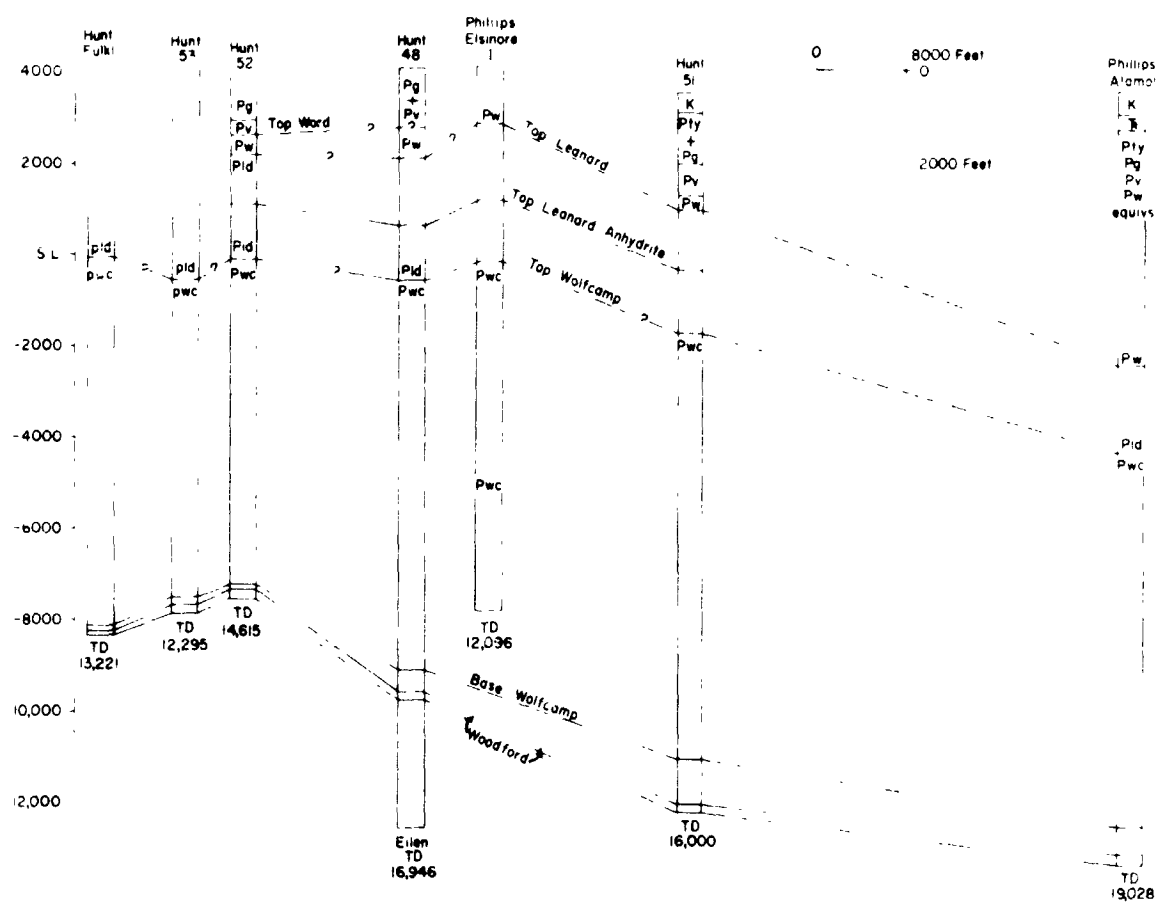 Hunt
Hunt
52
Hunt
48
Phillips
Elsinore
1
Hunt
51
0
8000 Feet
0
2000 Feet
Phillips
4000
2000
S L
-2000
-4000
-6000
-8000
10,000
12,000
pld
pwc
TD
13,221
pld
pwc
TD
12,295
Pg
Pv
Pw
Pld
Pld
Pwc
TD
14,615
Top Word
?
?
?
?
?
?
Pg
+
Pv
?
Pw
Pld
Pwc
Ellen
TD
16,946
Pw
Pwc
Pwc
TD
12,096
Top Leonard
Top Leonard Anhydrite
Top Wolfcamp
?
Base Wolfcamp
Woodford
K
Pty
+
Pg
Pv
Pw
Pwc
TD
16,000
K
Pty
Pg
Pv
Pw
equivs
Pw
Pld
Pwc
TD
19,028